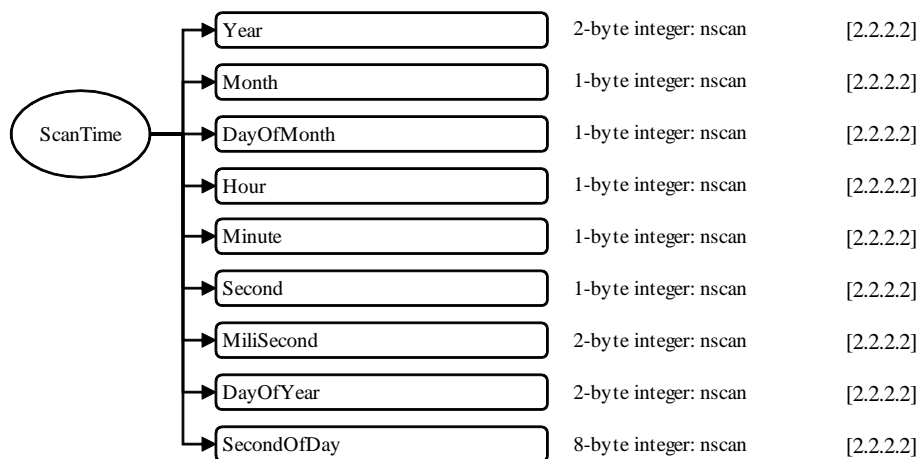 Year 2-byte integer: nscan [2.2.2.2]
Month 1-byte integer: nscan [2.2.2.2]
ScanTime DayOfMonth 1-byte integer: nscan [2.2.2.2]
Hour 1-byte integer: nscan [2.2.2.2]
Minute 1-byte integer: nscan [2.2.2.2]
Second 1-byte integer: nscan [2.2.2.2]
MiliSecond 2-byte integer: nscan [2.2.2.2]
DayOfYear 2-byte integer: nscan [2.2.2.2]
SecondOfDay 8-byte integer: nscan [2.2.2.2]